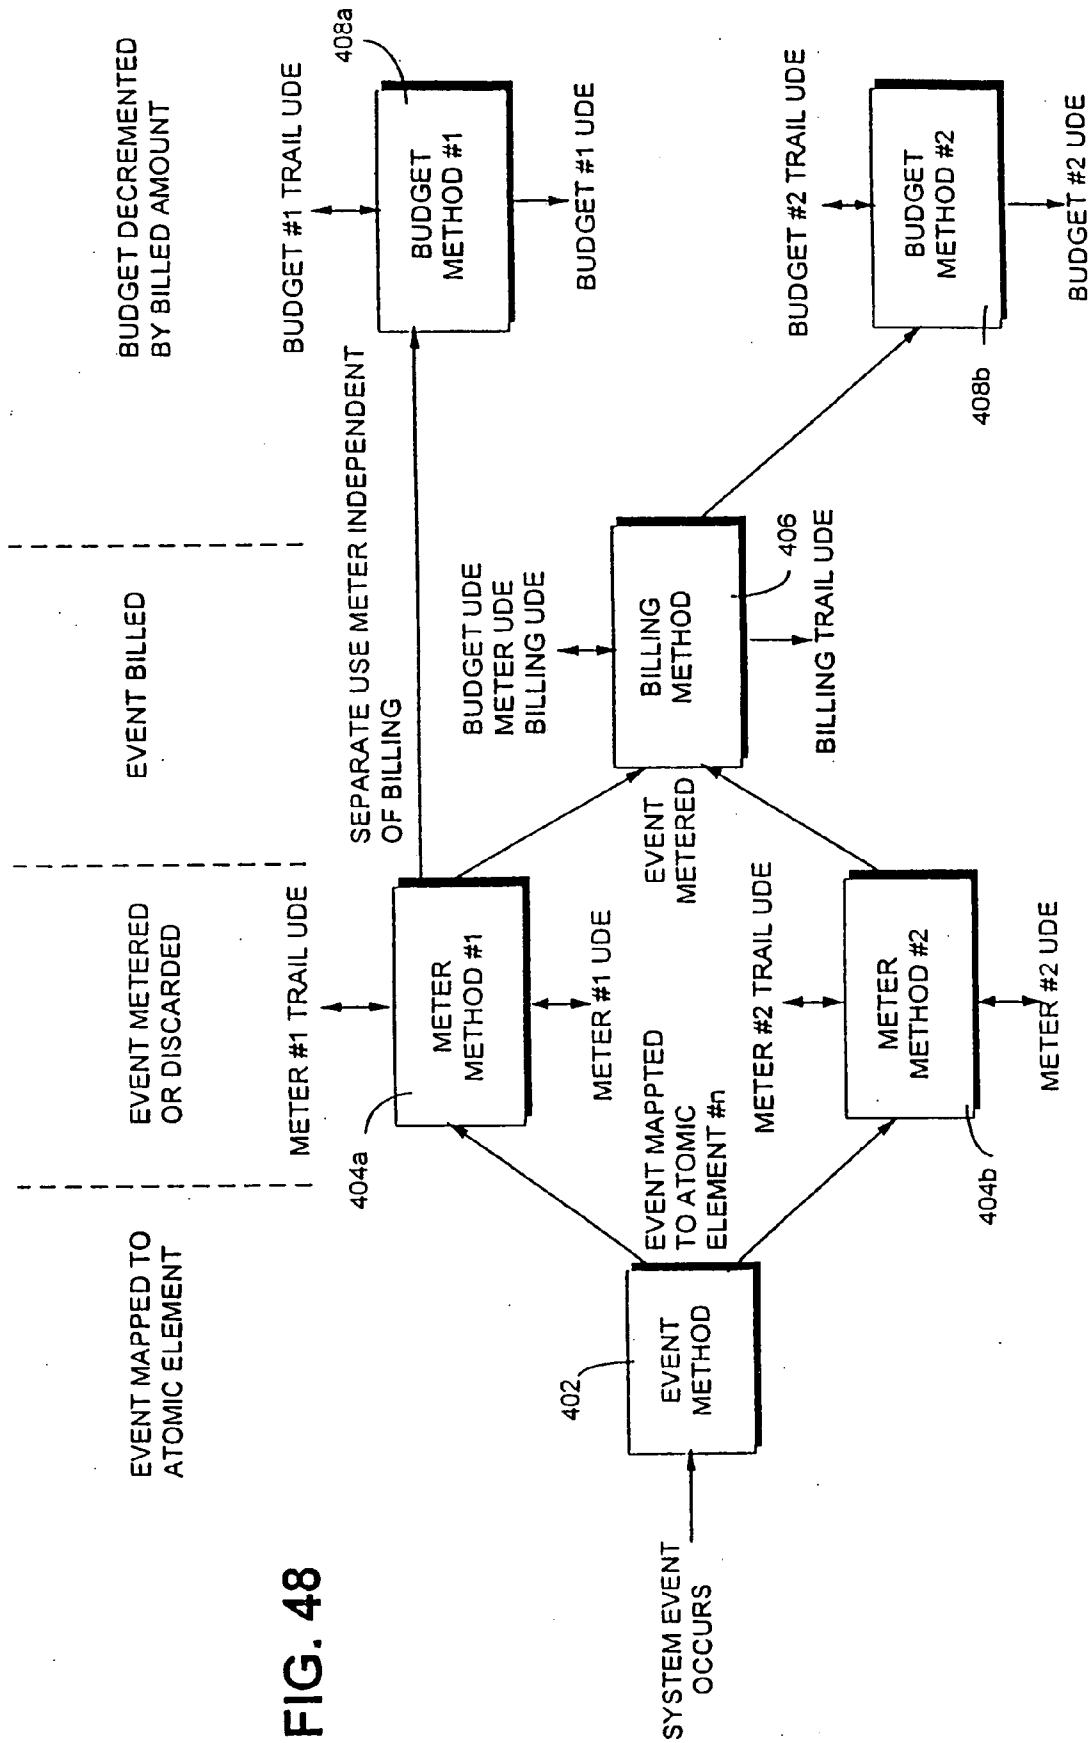 FIG. 48
EVENT MAPPED TO
ATOMIC ELEMENT
EVENT METERED
OR DISCARDED
EVENT BILLED
BUDGET DECREMENTED
BY BILLED AMOUNT
SYSTEM EVENT
OCCURS
402
EVENT
METHOD
EVENT MAPPTED
TO ATOMIC
ELEMENT #n
METER #1 TRAIL UDE
404a
METER
METHOD #1
METER #1 UDE
METER #2 TRAIL UDE
METER
METHOD #2
404b
METER #2 UDE
SEPARATE USE METER INDEPENDENT
OF BILLING
EVENT
METERED
BUDGET UDE
METER UDE
BILLING UDE
BILLING
METHOD
406
BILLING TRAIL UDE
BUDGET #1 TRAIL UDE
408a
BUDGET
METHOD #1
BUDGET #1 UDE
BUDGET #2 TRAIL UDE
BUDGET
METHOD #2
408b
BUDGET #2 UDE